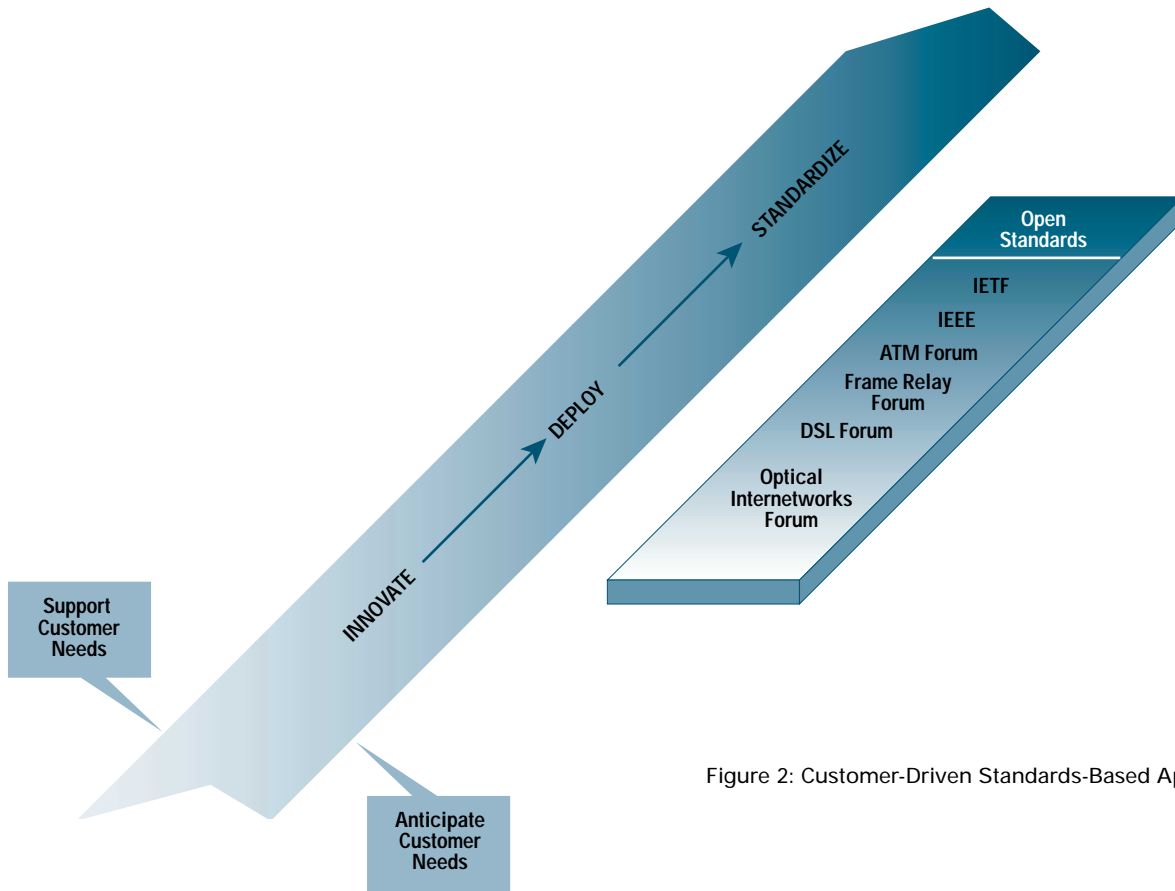 STANDARDIZE
DEPLOY
INNOVATE
Support
Customer
Needs
Anticipate
Customer
Needs
Open
Standards
IETF
IEEE
ATM Forum
Frame Relay
Forum
DSL Forum
Optical
Internetworks
Forum
Figure 2: Customer-Driven Standards-Based